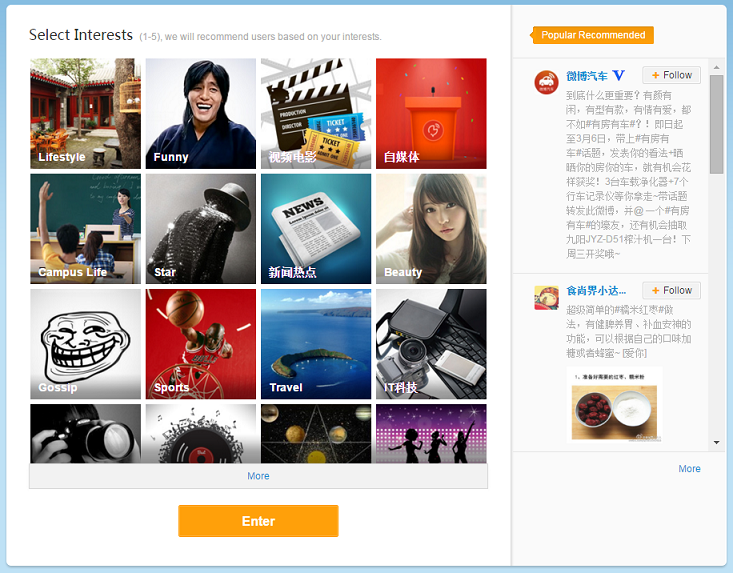 Select Interests (1-5), we will recommend users based on your interests.
Lifestyle
Funny
PRODUCTION
DIRECTOR
TICKET
TICKET
视频电影
自媒体
Campus Life
Star
NEWS
新闻热点
Beauty
Gossip
Sports
Travel
IT科技
More
Enter
Popular Recommended
微博汽车 V
+ Follow
到底什么更重要？有颜有
闲，有型有款，有情有爱，都
不如#有房有车#？！即日起
至3月6日，带上#有房有
车#话题，发表你的看法+晒
晒你的房你的车，就有机会花
样获奖！3台车载净化器+7个
行车记录仪等你拿走~带话题
转发此微博，并@一个#有房
有车#的壕友，还有机会抽取
九阳JYZ-D51榨汁机一台！下
周三开奖哦~
食尚界小达...
+ Follow
超级简单的#糯米红枣#做
法，有健脾养胃、补血安神的
功能，可以根据自己的口味加
糖或者蜂蜜~ [爱你]
1、准备好需要的红枣，糯米粉
More